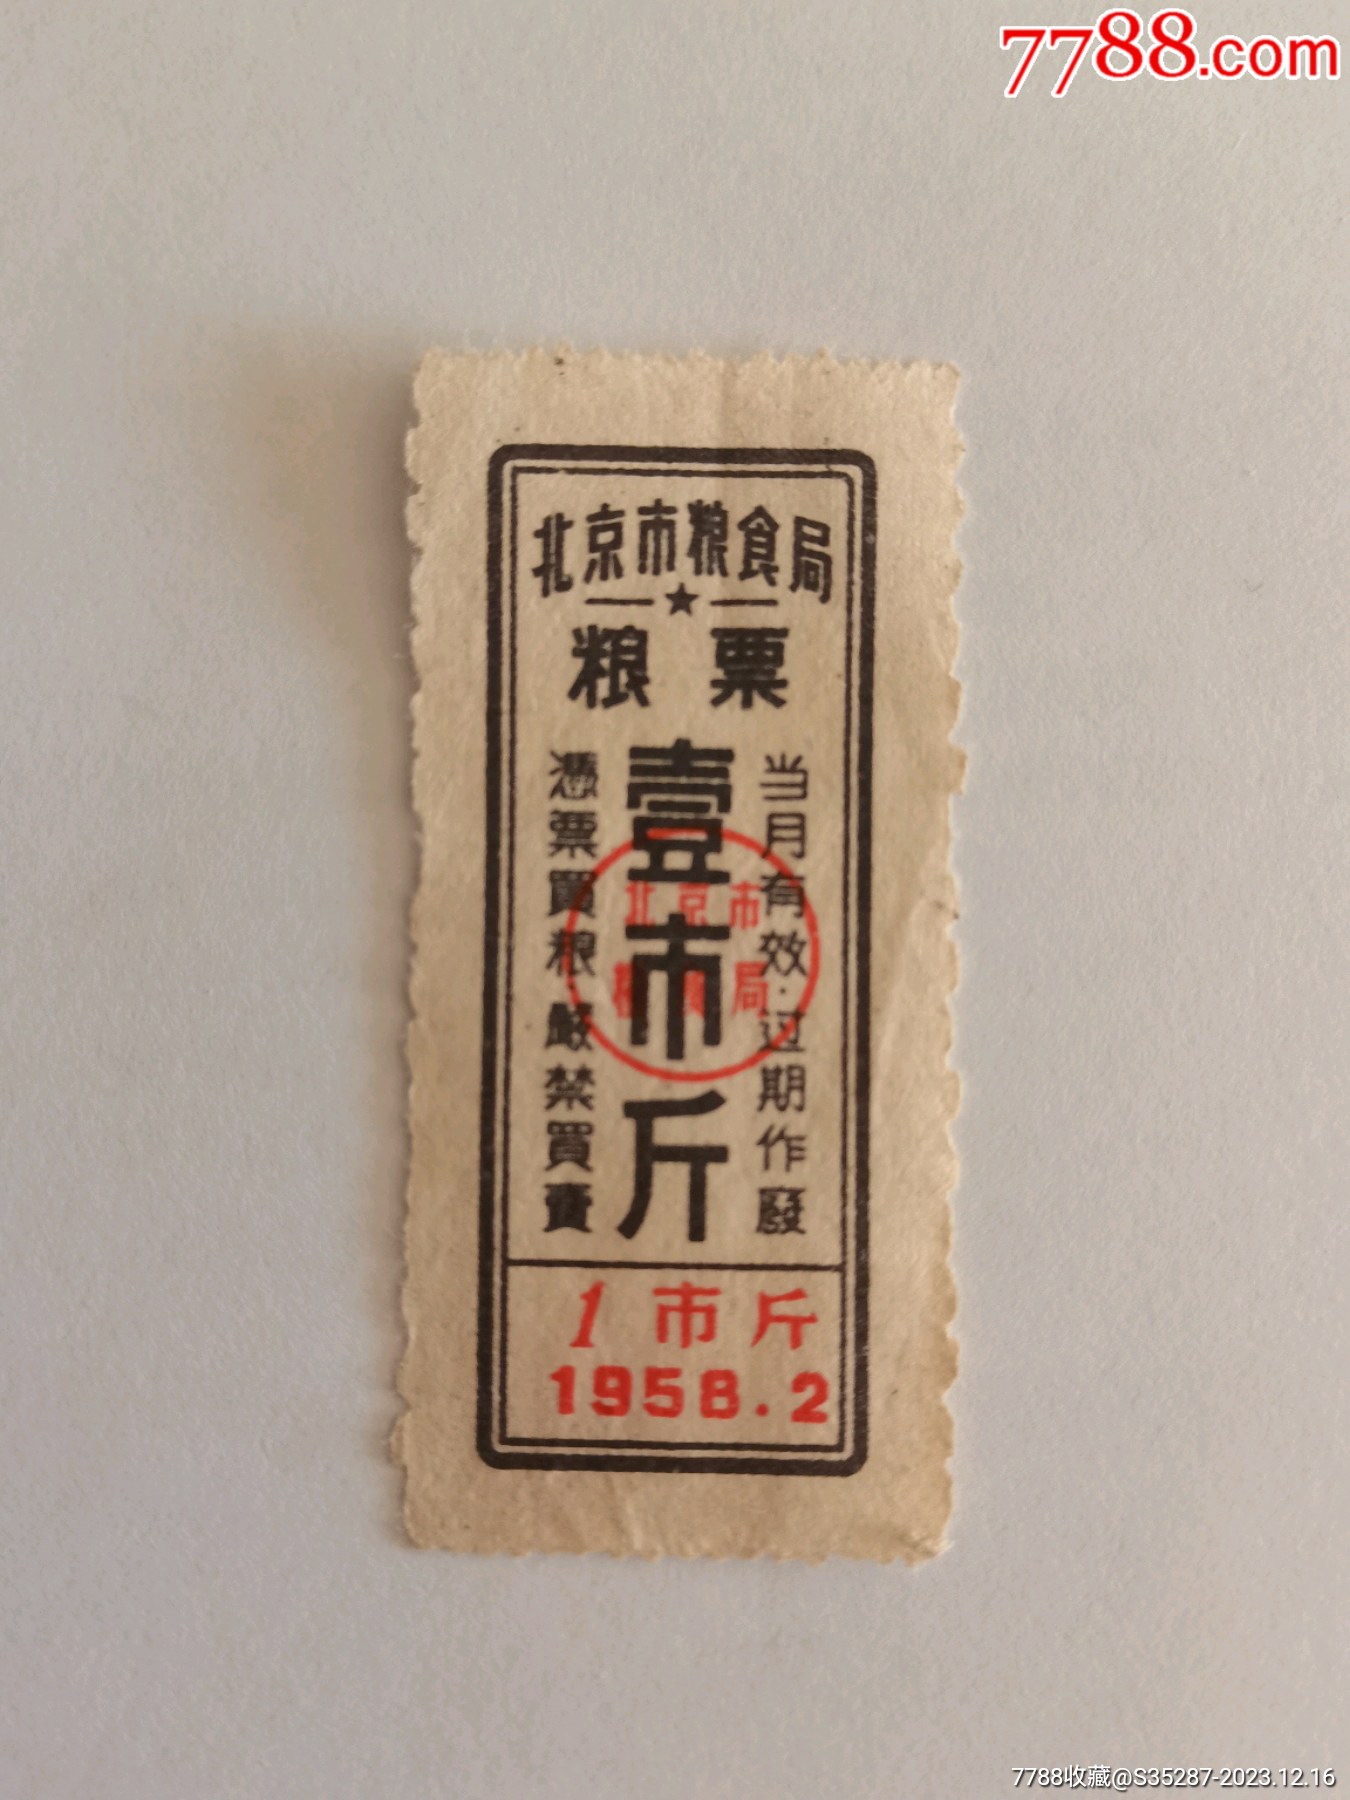 7788.com
北京市粮食局
粮票
当月有效·过期作廢
壹市斤
憑票買粮 嚴禁買賣
北京市
粮食局
1市斤
1958.2
7788收藏@S35287-2023.12.16